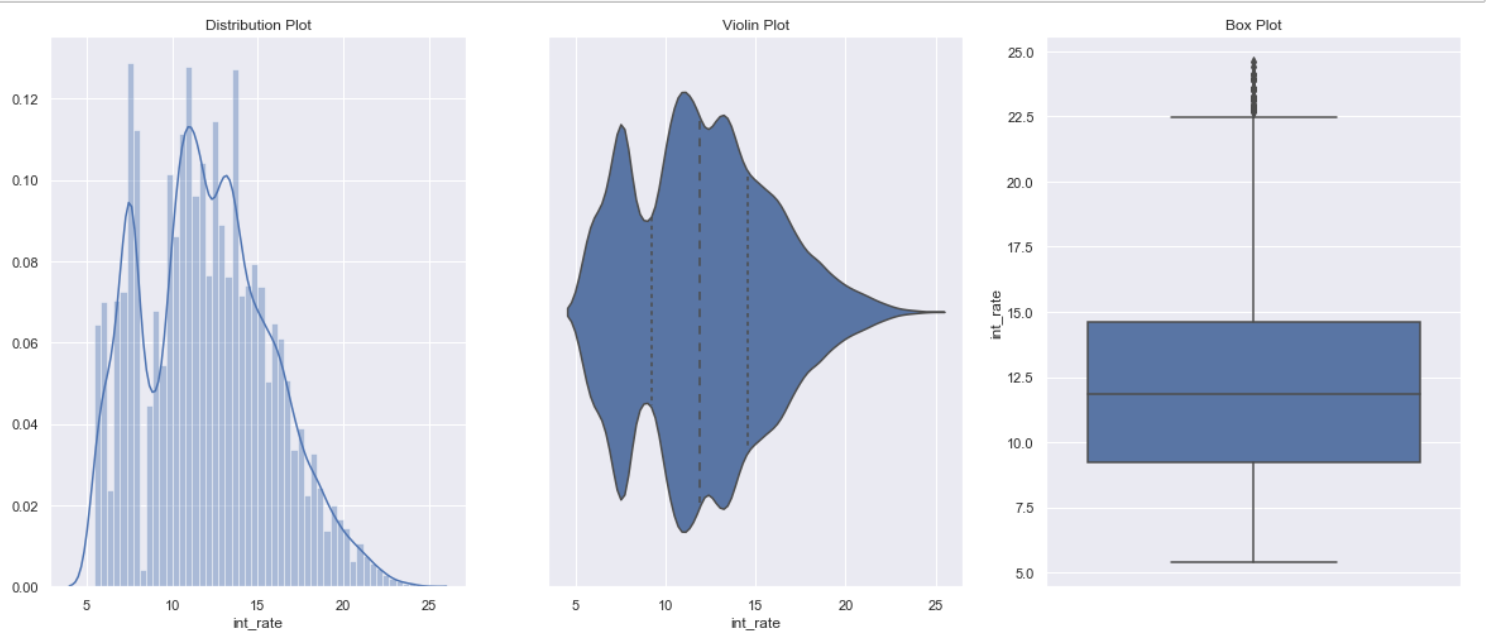 Distribution Plot
0.12
0.10
0.08
0.06
0.04
0.02
0.00
5 10 15 20 25
int_rate
Violin Plot
5 10 15 20 25
int_rate
Box Plot
25.0
22.5
20.0
17.5
15.0
12.5
10.0
7.5
5.0
int_rate